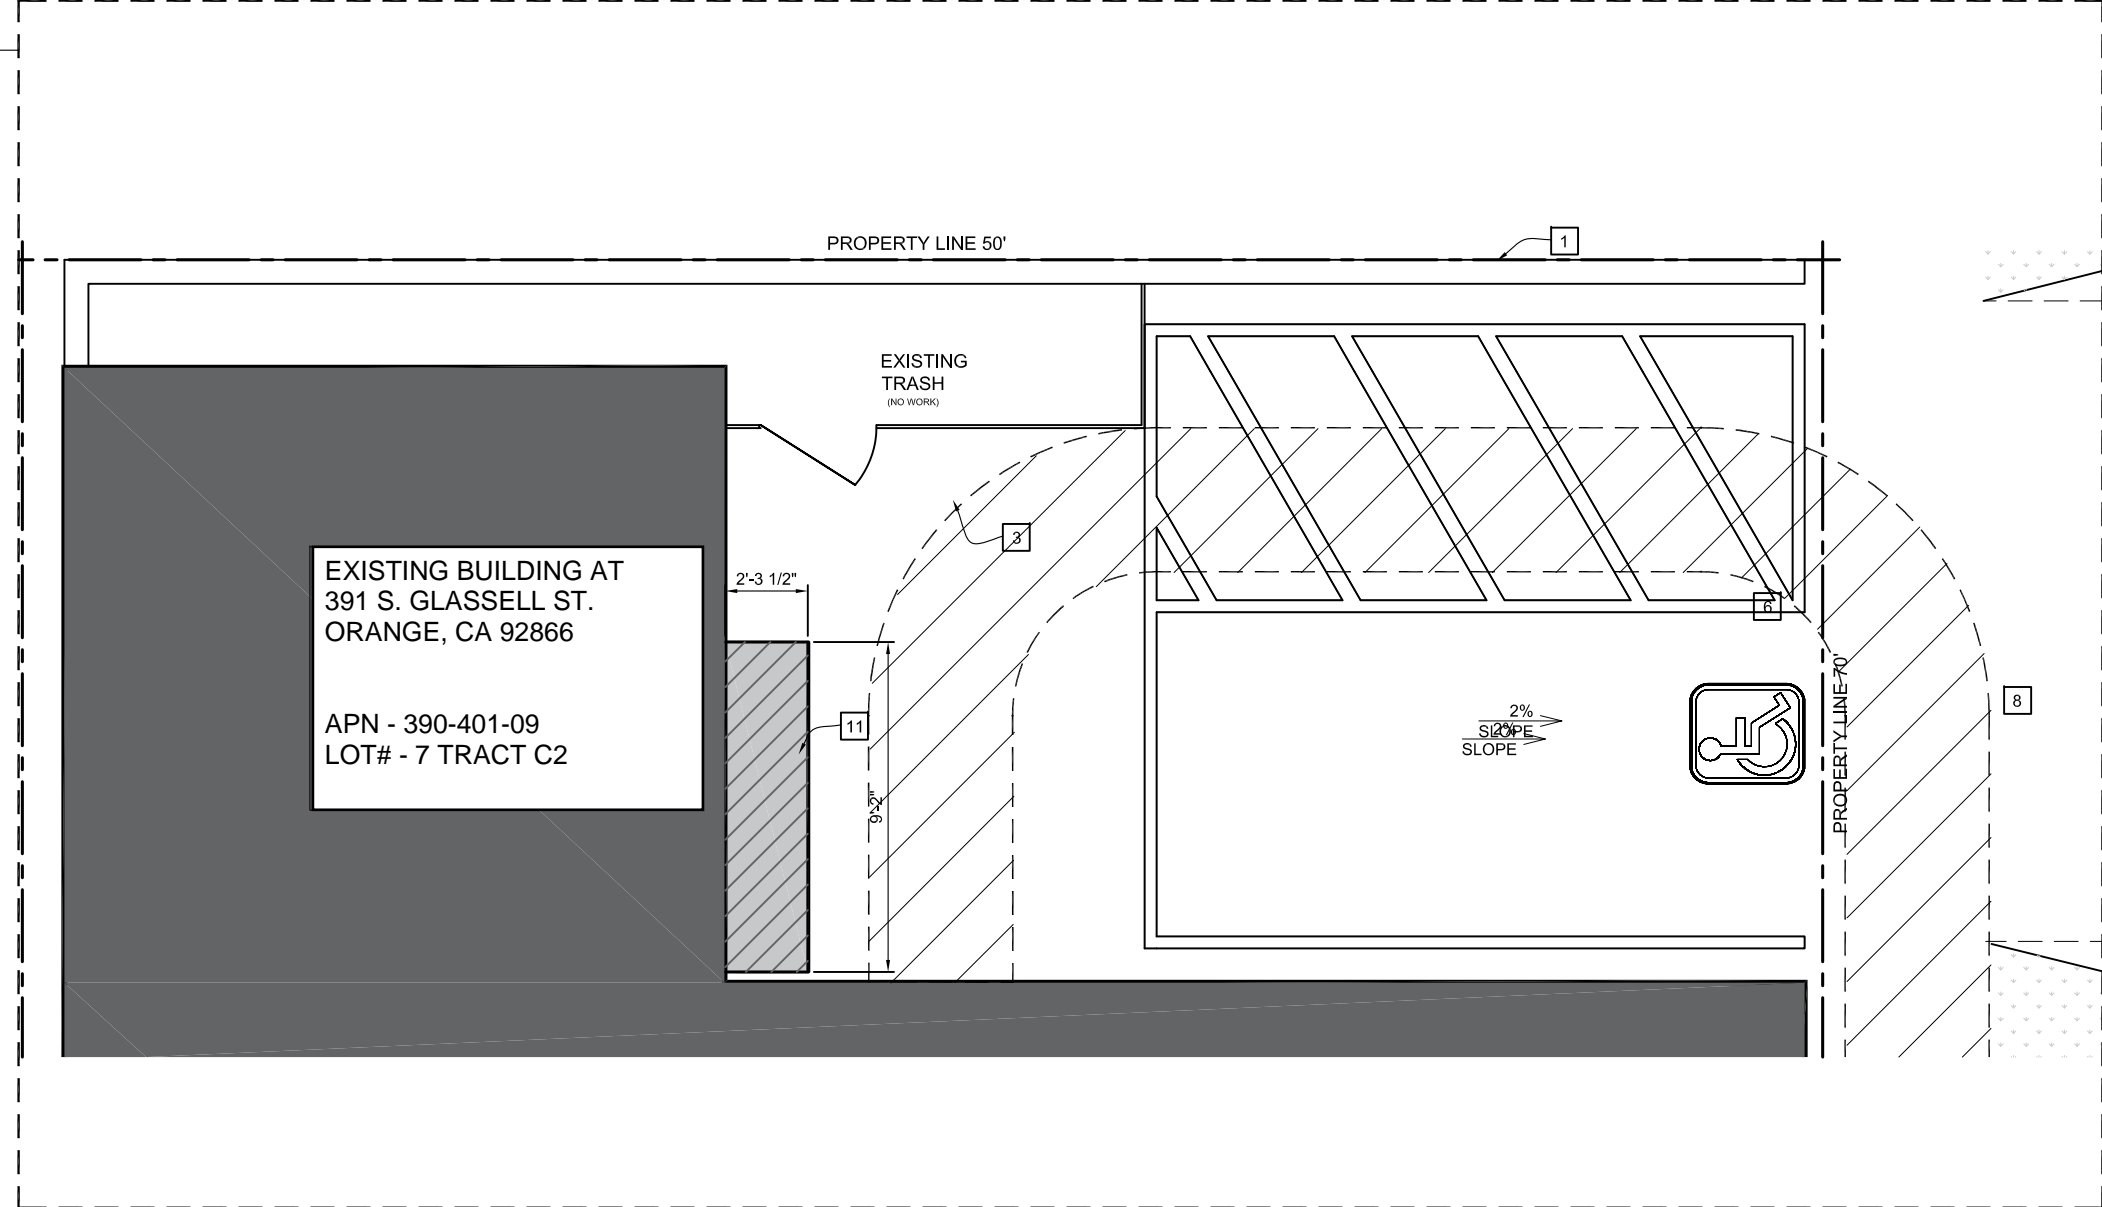 PROPERTY LINE 50'
1
EXISTING
TRASH
(NO WORK)
3
EXISTING BUILDING AT
391 S. GLASSELL ST.
ORANGE, CA 92866
APN - 390-401-09
LOT# - 7 TRACT C2
2'-3 1/2"
11
9'-2"
6
2%
SLOPE
2%
SLOPE
PROPERTY LINE 70'
8